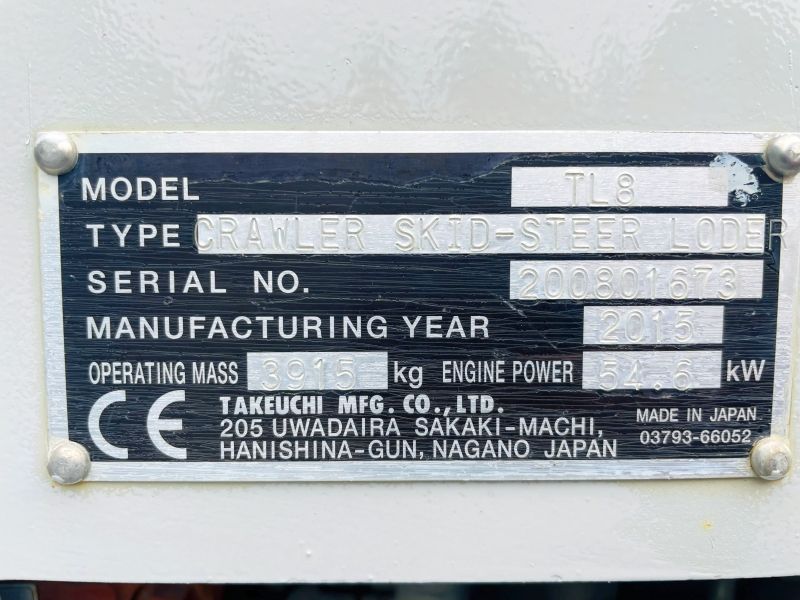 MODEL TL8
TYPE CRAWLER SKID-STEER LODER
SERIAL NO. 200801673
MANUFACTURING YEAR 2015
OPERATING MASS 3915 kg ENGINE POWER 54.6 kW
CE TAKEUCHI MFG. CO.,LTD.
205 UWADAIRA SAKAKI-MACHI,
HANISHINA-GUN, NAGANO JAPAN
MADE IN JAPAN
03793-66052